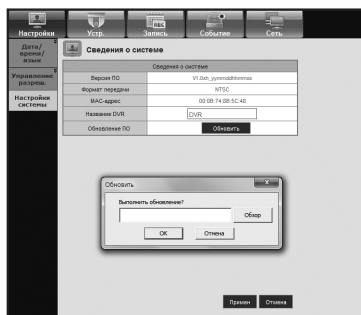 Настройки
Устр.
Запись
Событие
Сеть
REC
Дата/
время/
язык
Управление
разреш.
Настройки
системы
Сведения о системе
Сведения о системе
Версия ПО V1.0xh_yymmddhhmmss
Формат передачи NTSC
MAC-адрес 00:0B:74:8B:5C:48
Название DVR DVR
Обновление ПО Обновить
Обновить
Выполнить обновление?
Обзор
OK Отмена
Примен Отмена